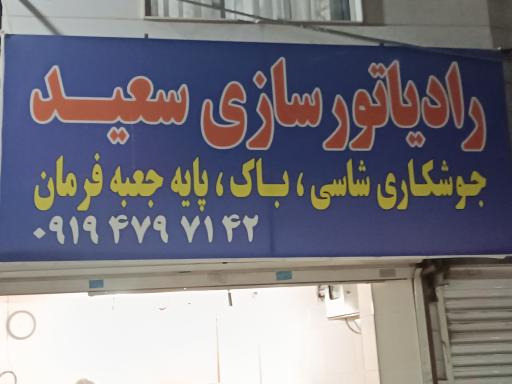 رادیاتور سازی سعید
جوشکاری شاسی ، باک ، پایه جعبه فرمان
۰۹۱۹ ۴۷۹ ۷۱ ۴۲